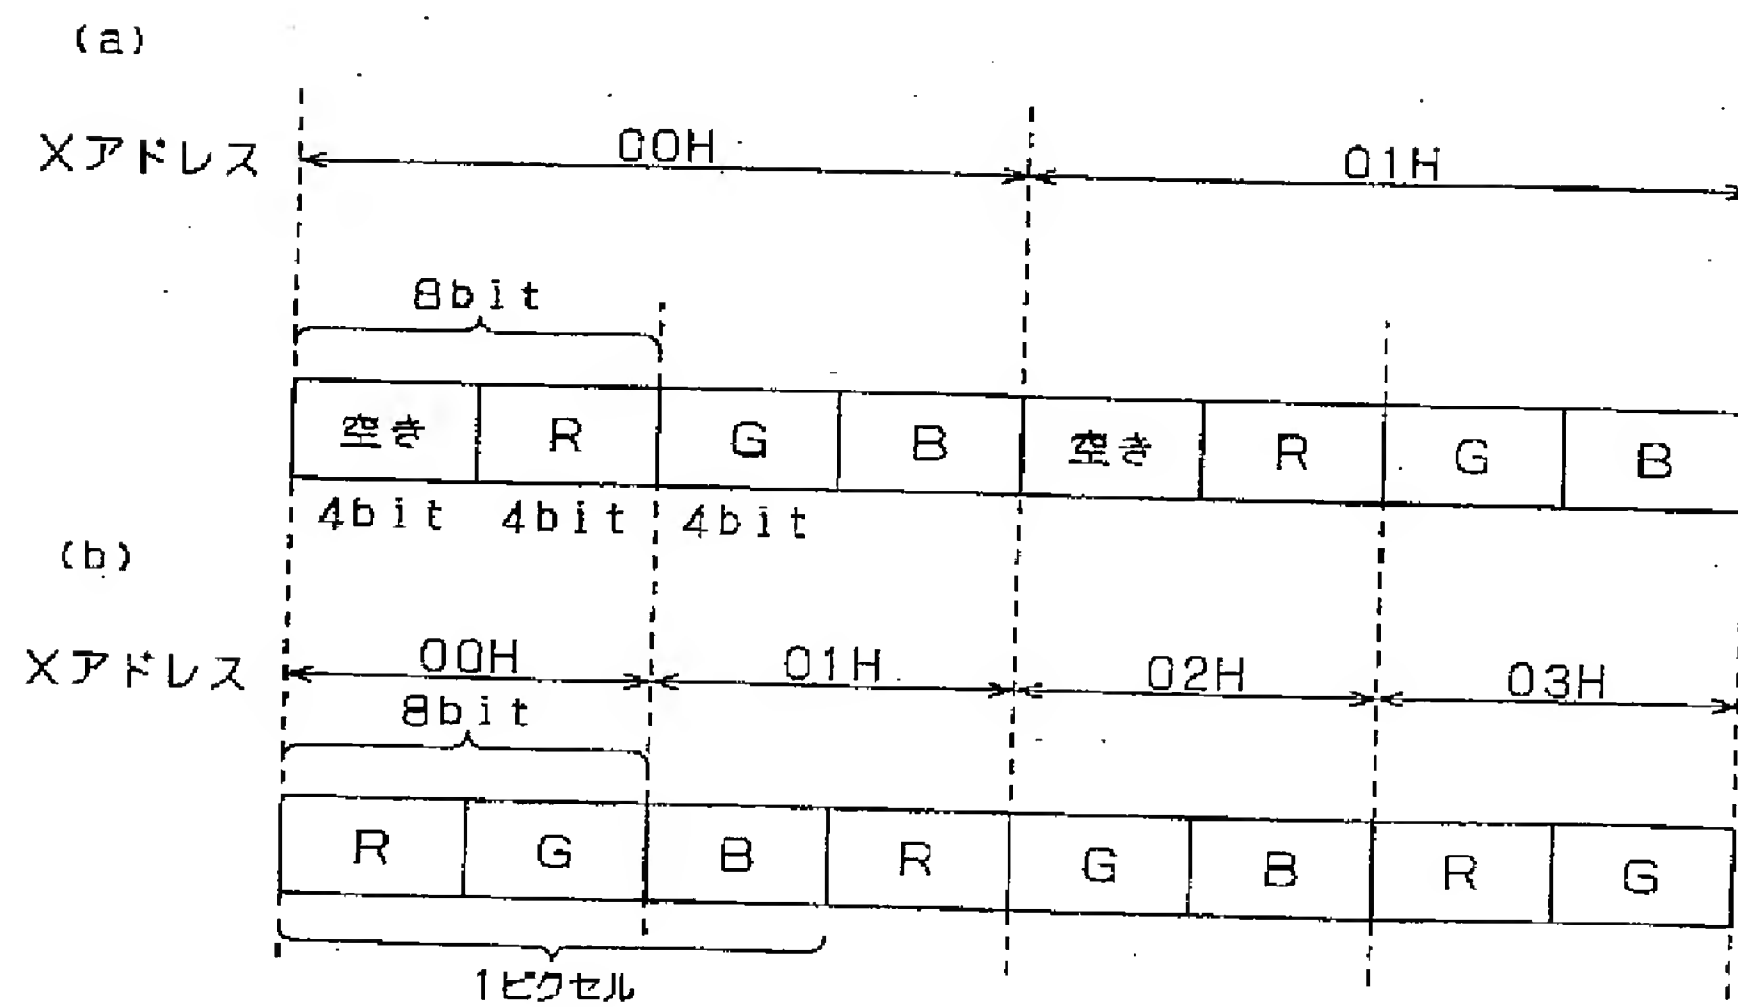 (a)
Xアドレス 00H 01H
8bit
空き R G B 空き R G B
4bit 4bit 4bit
(b)
Xアドレス 00H 01H 02H 03H
8bit
R G B R G B R G
1ピクセル